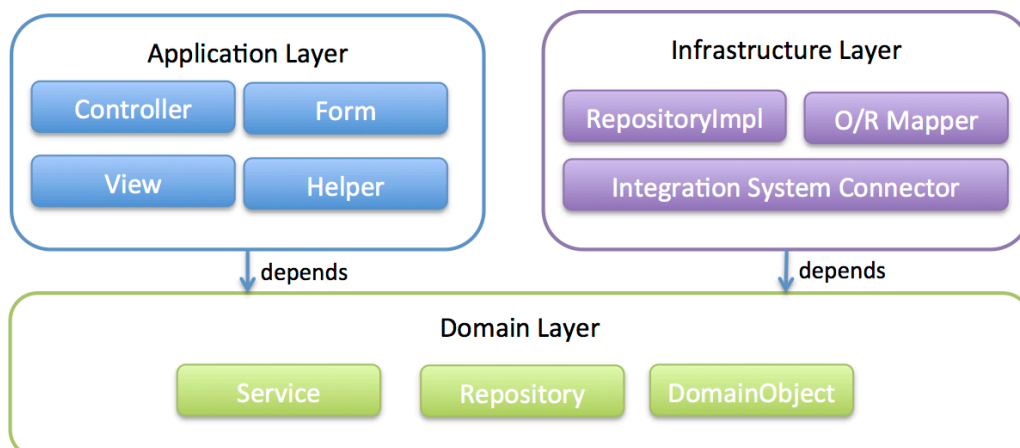 Application Layer
Controller
Form
View
Helper
Infrastructure Layer
RepositoryImpl
O/R Mapper
Integration System Connector
depends
depends
Domain Layer
Service
Repository
DomainObject